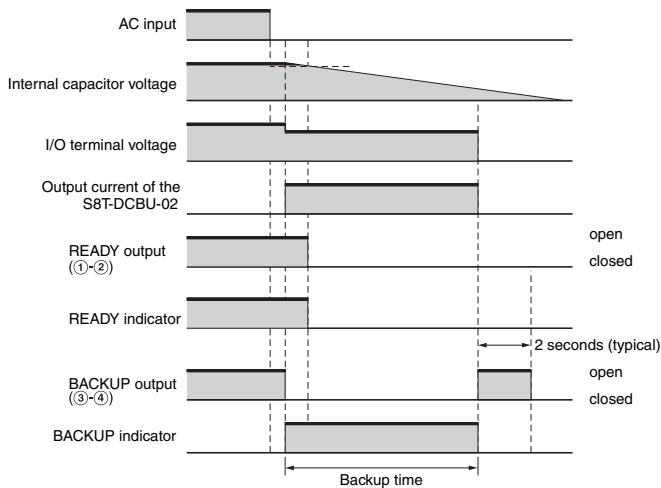 AC input
Internal capacitor voltage
I/O terminal voltage
Output current of the
S8T-DCBU-02
READY output
(①-②)
open
closed
READY indicator
2 seconds (typical)
BACKUP output
(③-④)
open
closed
BACKUP indicator
Backup time